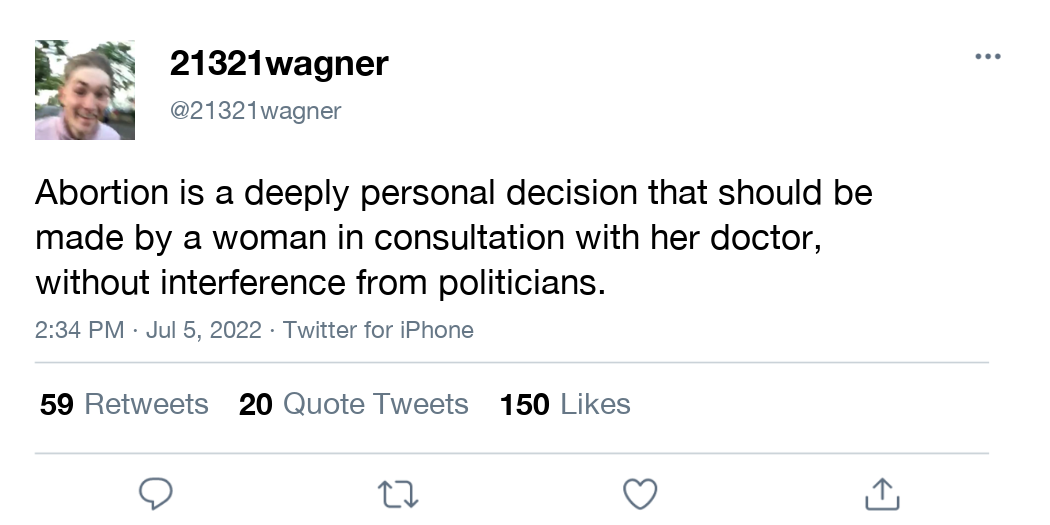 21321wagner
@21321wagner
Abortion is a deeply personal decision that should be
made by a woman in consultation with her doctor,
without interference from politicians.
2:34 PM · Jul 5, 2022 · Twitter for iPhone
59 Retweets 20 Quote Tweets 150 Likes